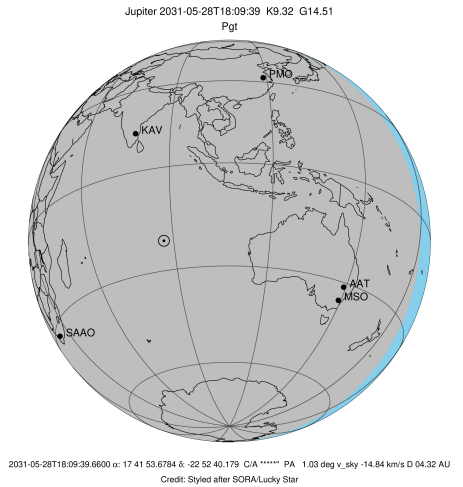 Jupiter 2031-05-28T18:09:39 K9.32 G14.51
Pgt
PMO
KAV
AAT
MSO
SAAO
2031-05-28T18:09:39.6600 α: 17 41 53.6784 δ: -22 52 40.179 C/A *****" PA 1.03 deg v_sky -14.84 km/s D 04.32 AU
Credit: Styled after SORA/Lucky Star